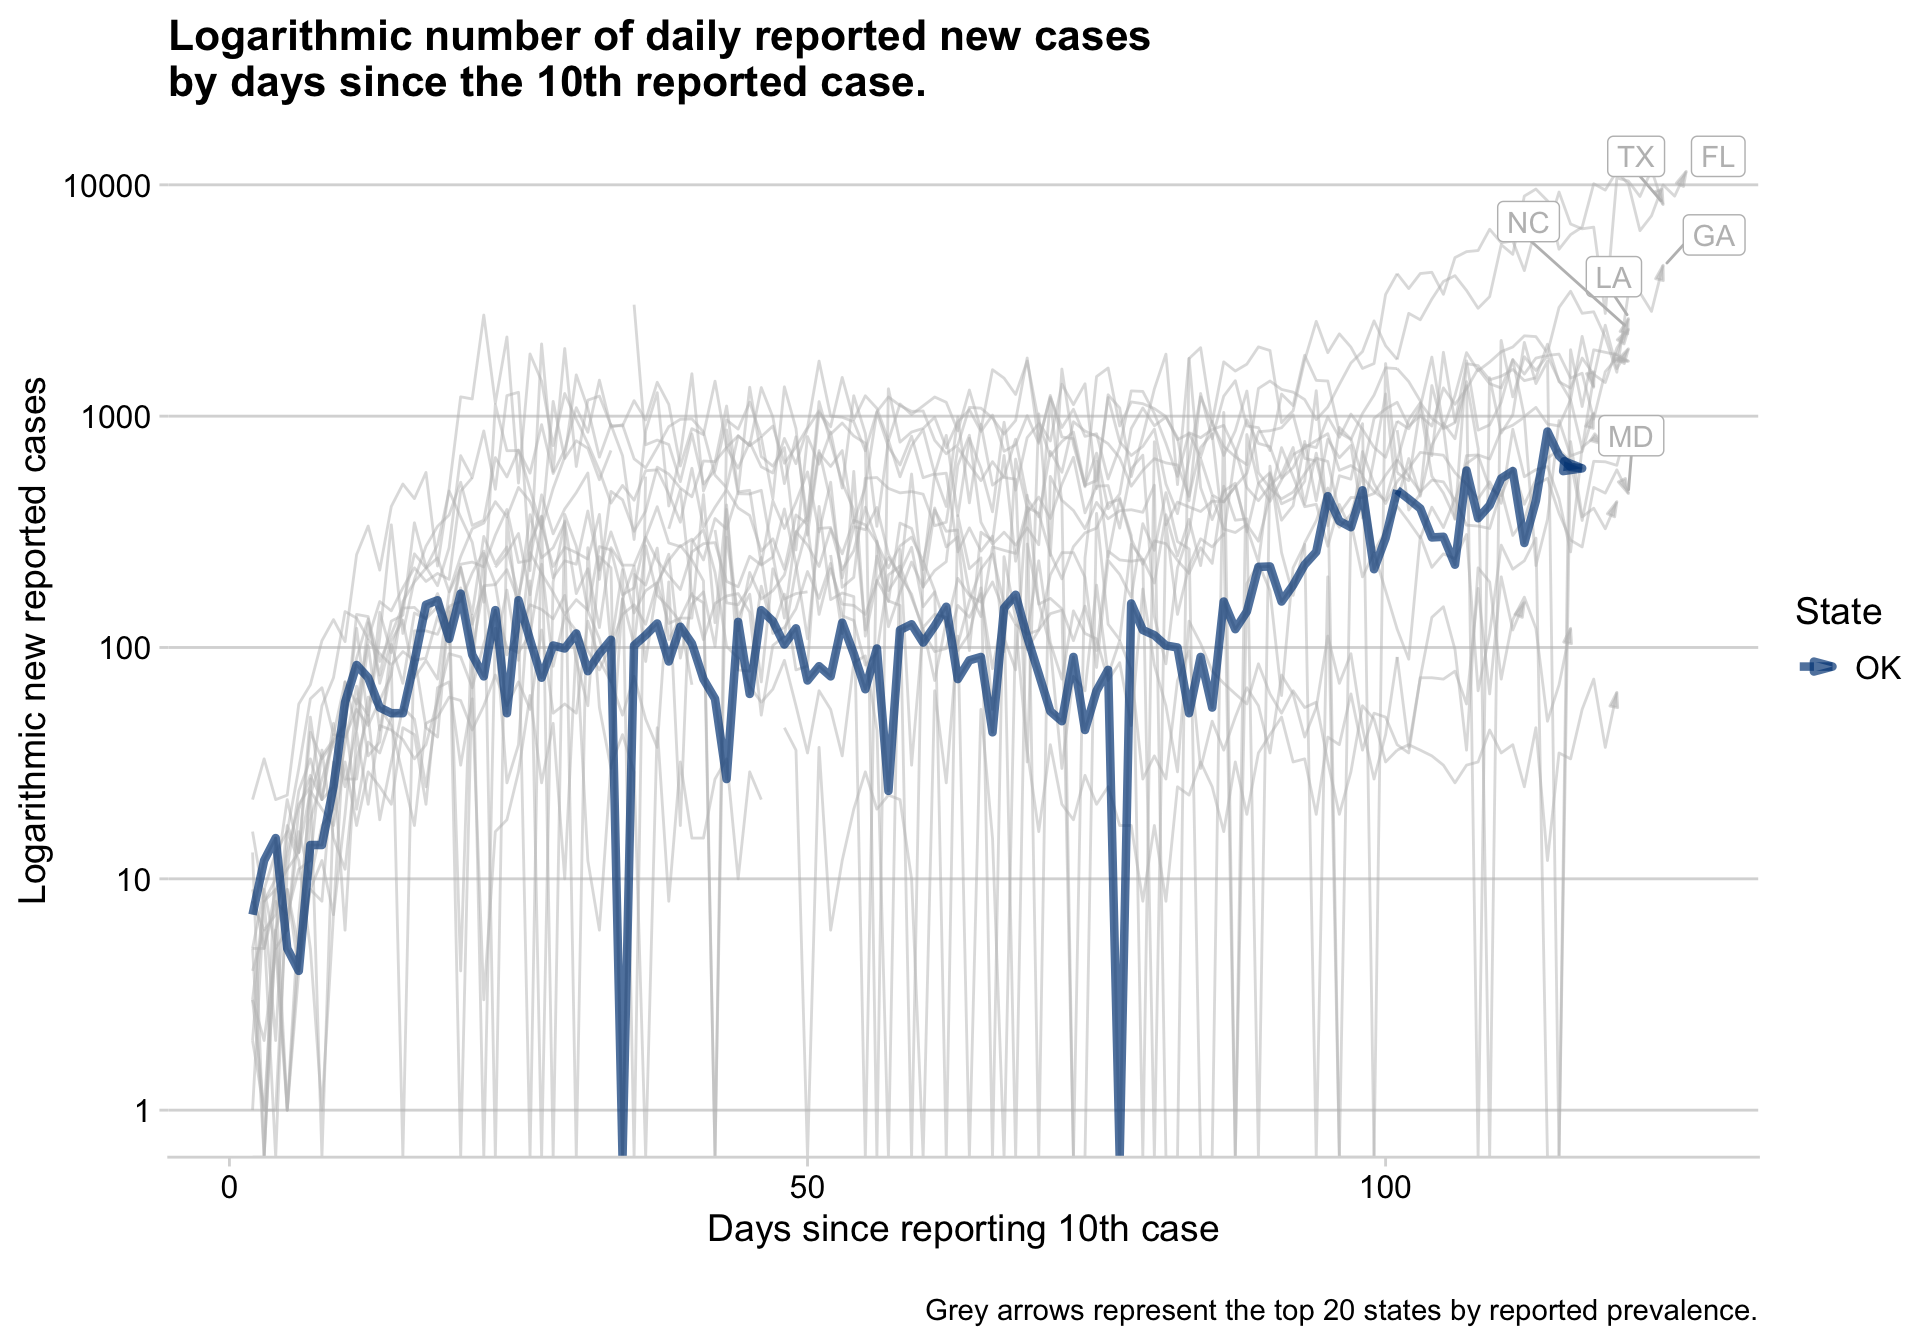 Logarithmic number of daily reported new cases
by days since the 10th reported case.
TX
FL
10000
NC
GA
LA
1000
MD
State
OK
100
10
1
Logarithmic new reported cases
0
50
100
Days since reporting 10th case
Grey arrows represent the top 20 states by reported prevalence.